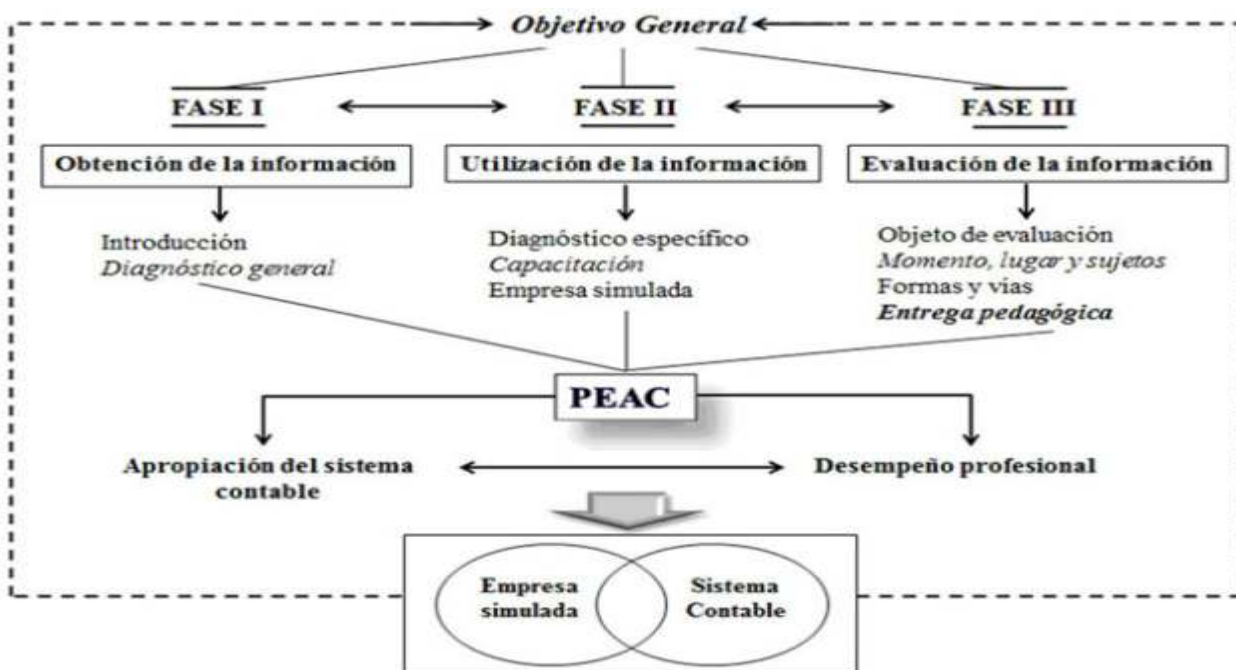 Objetivo General
FASE I
FASE II
FASE III
Obtención de la información
Utilización de la información
Evaluación de la información
Introducción
Diagnóstico general
Diagnóstico específico
Capacitación
Empresa simulada
Objeto de evaluación
Momento, lugar y sujetos
Formas y vías
Entrega pedagógica
PEAC
Apropiación del sistema
contable
Desempeño profesional
Empresa
simulada
Sistema
Contable